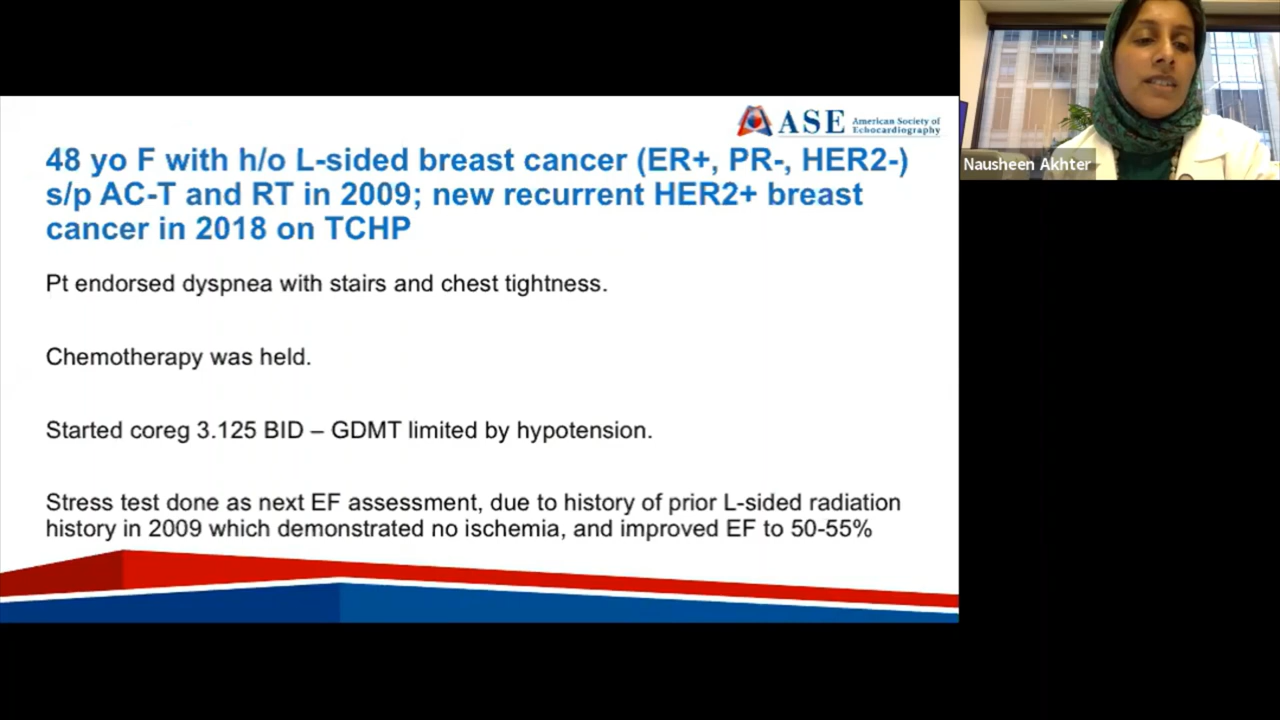 ASE American Society of
Echocardiography
48 yo F with h/o L-sided breast cancer (ER+, PR-, HER2-)
s/p AC-T and RT in 2009; new recurrent HER2+ breast
cancer in 2018 on TCHP
Pt endorsed dyspnea with stairs and chest tightness.
Chemotherapy was held.
Started coreg 3.125 BID – GDMT limited by hypotension.
Stress test done as next EF assessment, due to history of prior L-sided radiation
history in 2009 which demonstrated no ischemia, and improved EF to 50-55%
Nausheen Akhter